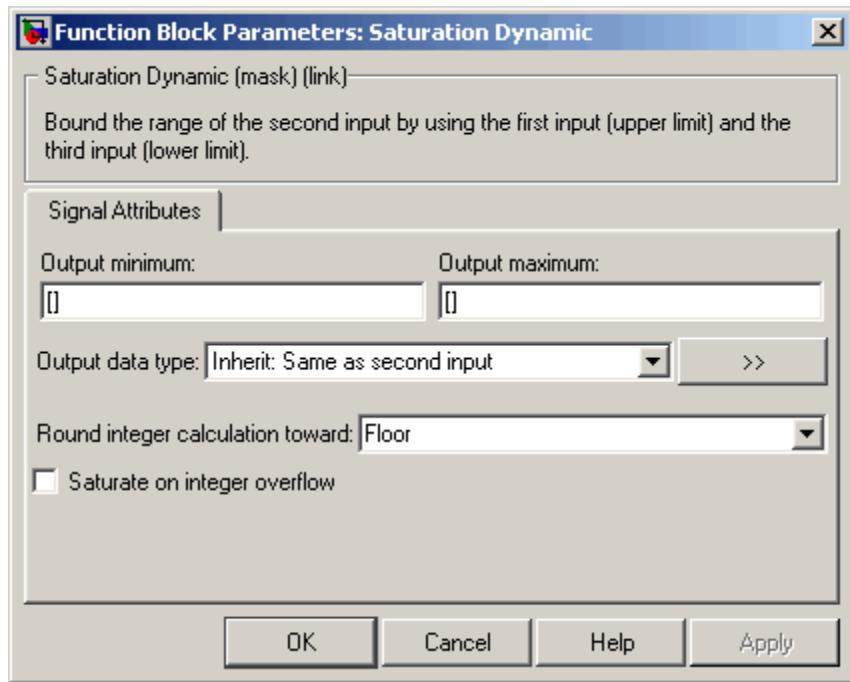 Function Block Parameters: Saturation Dynamic
Saturation Dynamic (mask) (link)
Bound the range of the second input by using the first input (upper limit) and the
third input (lower limit).
Signal Attributes
Output minimum: Output maximum:
[] []
Output data type: Inherit: Same as second input >>
Round integer calculation toward: Floor
Saturate on integer overflow
OK Cancel Help Apply